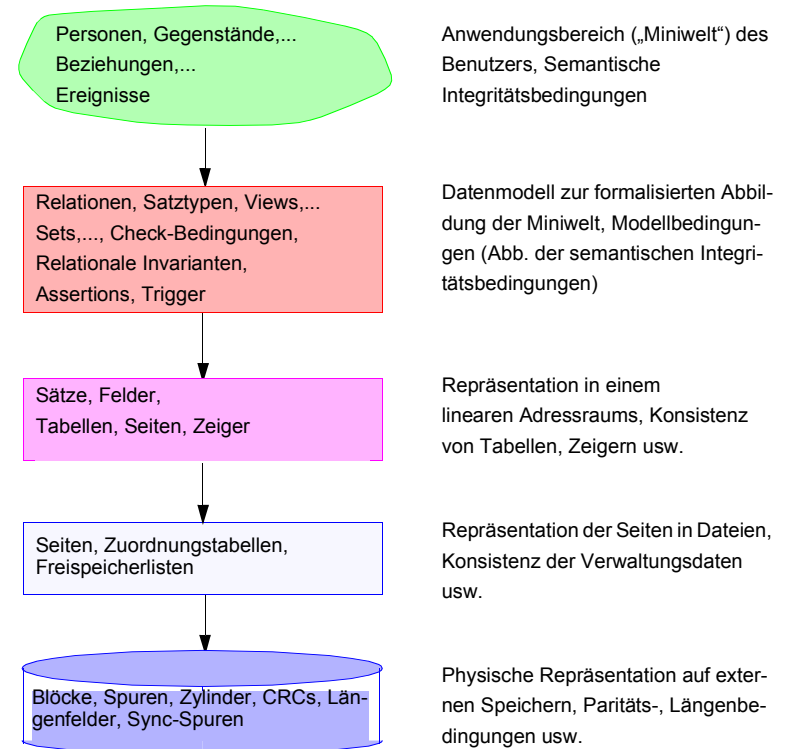 Personen, Gegenstände,...
Beziehungen,...
Ereignisse
Anwendungsbereich („Miniwelt“) des
Benutzers, Semantische
Integritätsbedingungen
Relationen, Satztypen, Views,...
Sets,..., Check-Bedingungen,
Relationale Invarianten,
Assertions, Trigger
Datenmodell zur formalisierten Abbil-
dung der Miniwelt, Modellbedingun-
gen (Abb. der semantischen Integri-
tätsbedingungen)
Sätze, Felder,
Tabellen, Seiten, Zeiger
Repräsentation in einem
linearen Adressraums, Konsistenz
von Tabellen, Zeigern usw.
Seiten, Zuordnungstabellen,
Freispeicherlisten
Repräsentation der Seiten in Dateien,
Konsistenz der Verwaltungsdaten
usw.
Blöcke, Spuren, Zylinder, CRCs, Län-
genfelder, Sync-Spuren
Physische Repräsentation auf exter-
nen Speichern, Paritäts-, Längenbe-
dingungen usw.